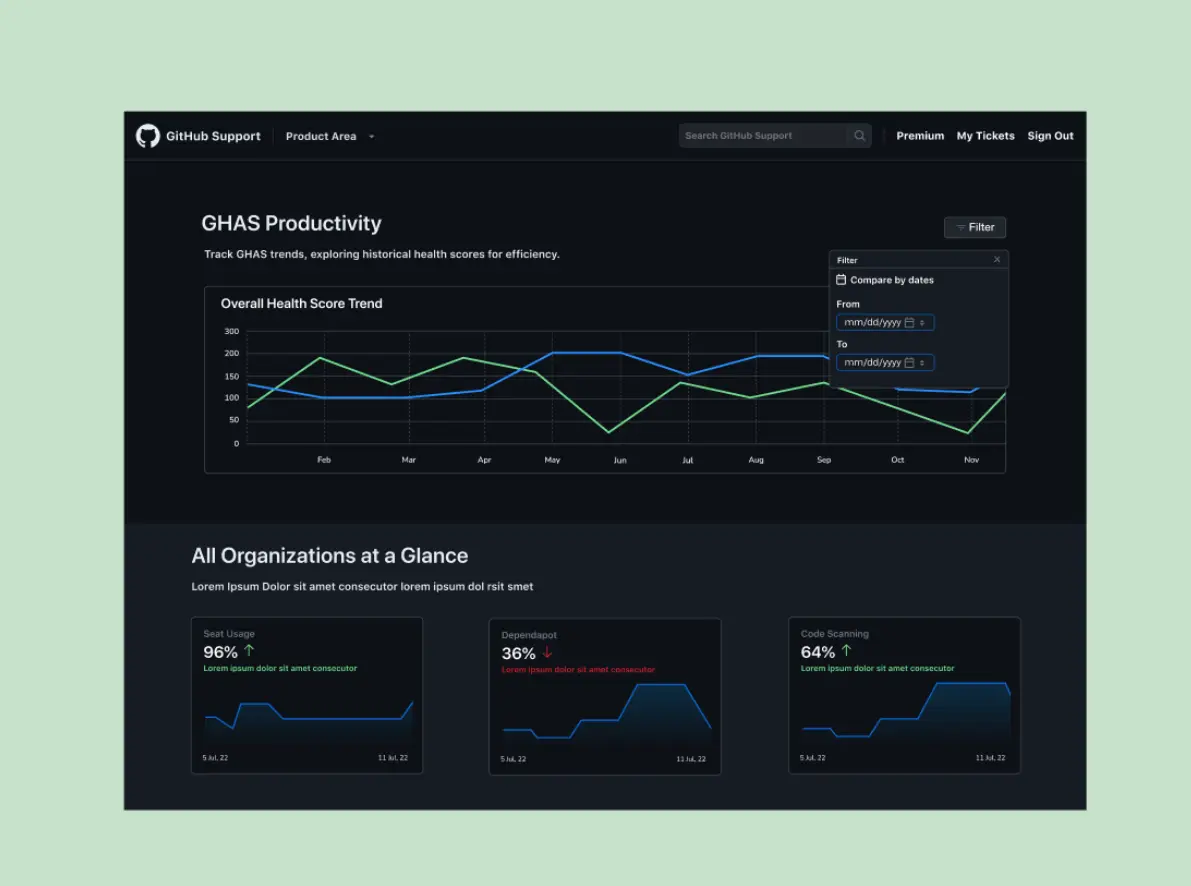 GitHub Support
Product Area
Search GitHub Support
Premium
My Tickets
Sign Out
GHAS Productivity
Filter
Track GHAS trends, exploring historical health scores for efficiency.
Filter
Compare by dates
From
mm/dd/yyyy
To
mm/dd/yyyy
Overall Health Score Trend
300
200
150
100
50
0
Feb
Mar
Apr
May
Jun
Jul
Aug
Sep
Oct
Nov
All Organizations at a Glance
Lorem Ipsum Dolor sit amet consecutor lorem ipsum dol rsit smet
Seat Usage
96%
Lorem ipsum dolor sit amet consecutor
5 Jul, 22
11 Jul, 22
Dependapot
36%
Lorem ipsum dolor sit amet consecutor
5 Jul, 22
11 Jul, 22
Code Scanning
64%
Lorem ipsum dolor sit amet consecutor
5 Jul, 22
11 Jul, 22